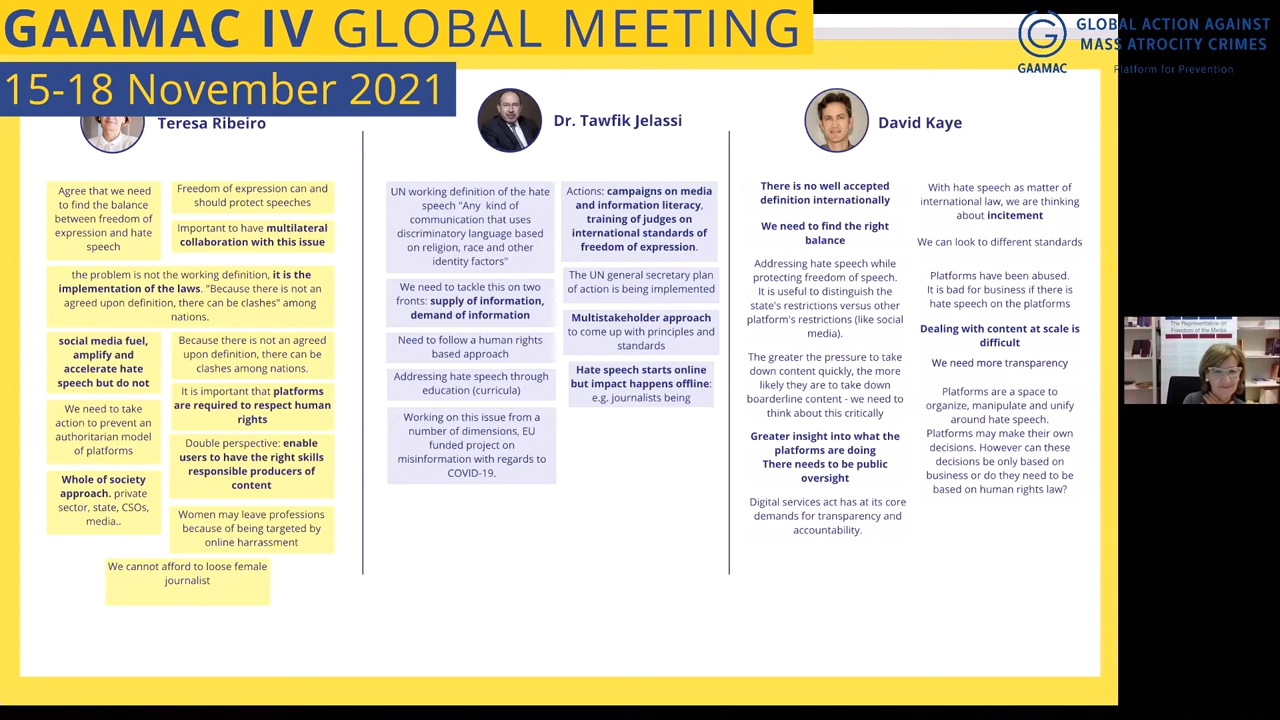 GAAMAC IV GLOBAL MEETING
15-18 November 2021
GLOBAL ACTION AGAINST
MASS ATROCITY CRIMES
GAAMAC
Platform for Prevention
Teresa Ribeiro
Agree that we need
to find the balance
between freedom of
expression and hate
speech
Freedom of expression can and
should protect speeches
Important to have multilateral
collaboration with this issue
the problem is not the working definition, it is the
implementation of the laws. "Because there is not an
agreed upon definition, there can be clashes" among
nations.
social media fuel,
amplify and
accelerate hate
speech but do not
Because there is not an agreed
upon definition, there can be
clashes among nations.
It is important that platforms
are required to respect human
rights
We need to take
action to prevent an
authoritarian model
of platforms
Double perspective: enable
users to have the right skills
responsible producers of
content
Whole of society
approach. private
sector, state, CSOs,
media..
Women may leave professions
because of being targeted by
online harrassment
We cannot afford to loose female
journalist
Dr. Tawfik Jelassi
UN working definition of the hate
speech "Any kind of
communication that uses
discriminatory language based
on religion, race and other
identity factors"
We need to tackle this on two
fronts: supply of information,
demand of information
Need to follow a human rights
based approach
Addressing hate speech through
education (curricula)
Working on this issue from a
number of dimensions, EU
funded project on
misinformation with regards to
COVID-19.
Actions: campaigns on media
and information literacy,
training of judges on
international standards of
freedom of expression.
The UN general secretary plan
of action is being implemented
Multistakeholder approach
to come up with principles and
standards
Hate speech starts online
but impact happens offline:
e.g. journalists being
David Kaye
There is no well accepted
definition internationally
We need to find the right
balance
Addressing hate speech while
protecting freedom of speech.
It is useful to distinguish the
state's restrictions versus other
platform's restrictions (like social
media).
The greater the pressure to take
down content quickly, the more
likely they are to take down
boarderline content - we need to
think about this critically
Greater insight into what the
platforms are doing
There needs to be public
oversight
Digital services act has at its core
demands for transparency and
accountability.
With hate speech as matter of
international law, we are thinking
about incitement
We can look to different standards
Platforms have been abused.
It is bad for business if there is
hate speech on the platforms
Dealing with content at scale is
difficult
We need more transparency
Platforms are a space to
organize, manipulate and unify
around hate speech.
Platforms may make their own
decisions. However can these
decisions be only based on
business or do they need to be
based on human rights law?
The Representative on
Freedom of the Media